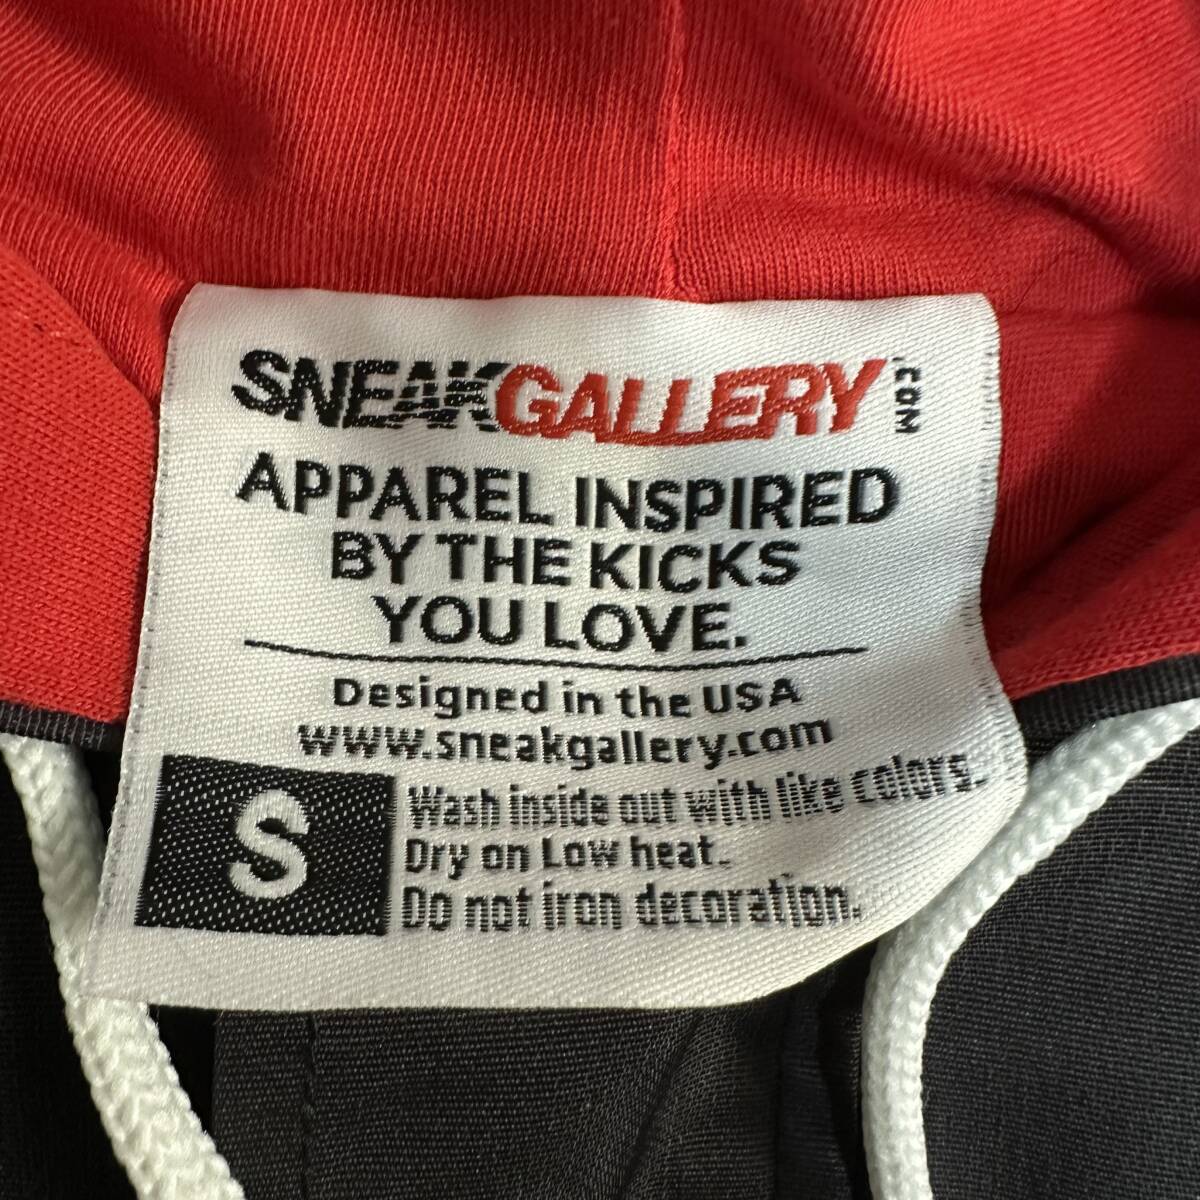 SNEAKGALLERY.COM
APPAREL INSPIRED
BY THE KICKS
YOU LOVE.
Designed in the USA
www.sneakgallery.com
S
Wash inside out with like colors.
Dry on Low heat.
Do not iron decoration.